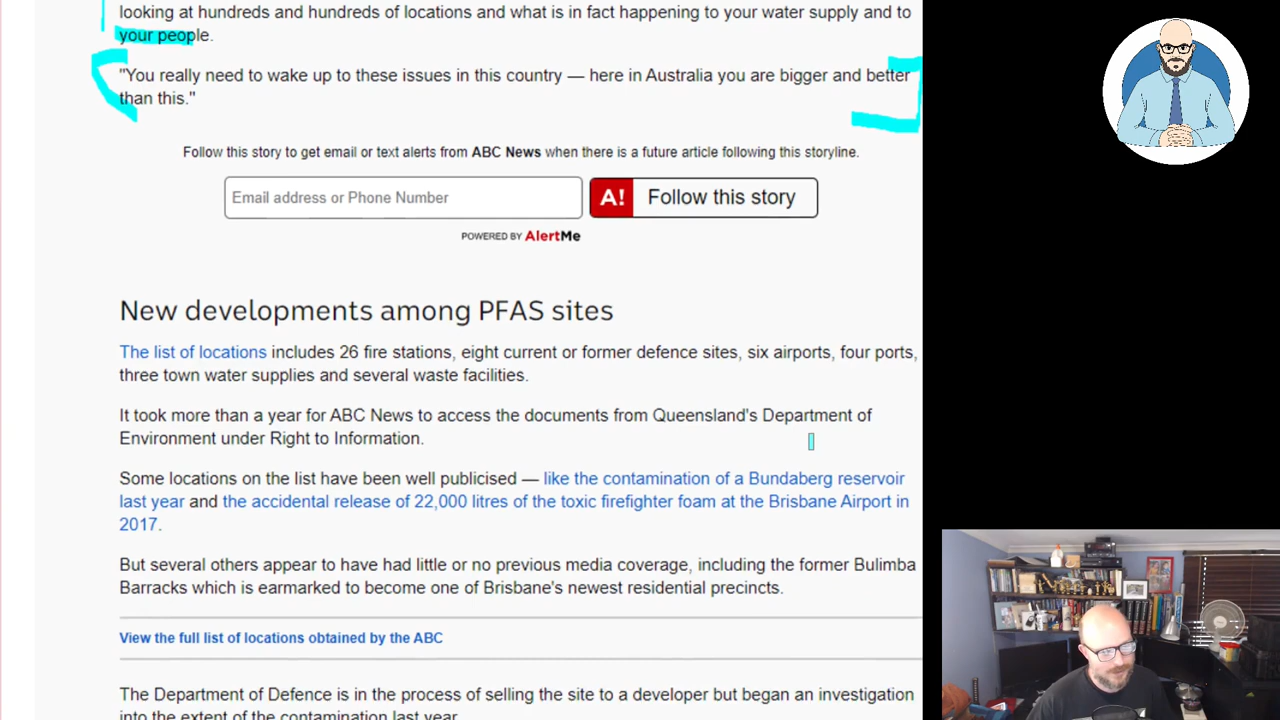 looking at hundreds and hundreds of locations and what is in fact happening to your water supply and to
your people.
"You really need to wake up to these issues in this country — here in Australia you are bigger and better
than this."
Follow this story to get email or text alerts from ABC News when there is a future article following this storyline.
Email address or Phone Number
A! Follow this story
POWERED BY AlertMe
New developments among PFAS sites
The list of locations includes 26 fire stations, eight current or former defence sites, six airports, four ports,
three town water supplies and several waste facilities.
It took more than a year for ABC News to access the documents from Queensland's Department of
Environment under Right to Information.
Some locations on the list have been well publicised — like the contamination of a Bundaberg reservoir
last year and the accidental release of 22,000 litres of the toxic firefighter foam at the Brisbane Airport in
2017.
But several others appear to have had little or no previous media coverage, including the former Bulimba
Barracks which is earmarked to become one of Brisbane's newest residential precincts.
View the full list of locations obtained by the ABC
The Department of Defence is in the process of selling the site to a developer but began an investigation
into the extent of the contamination last year.